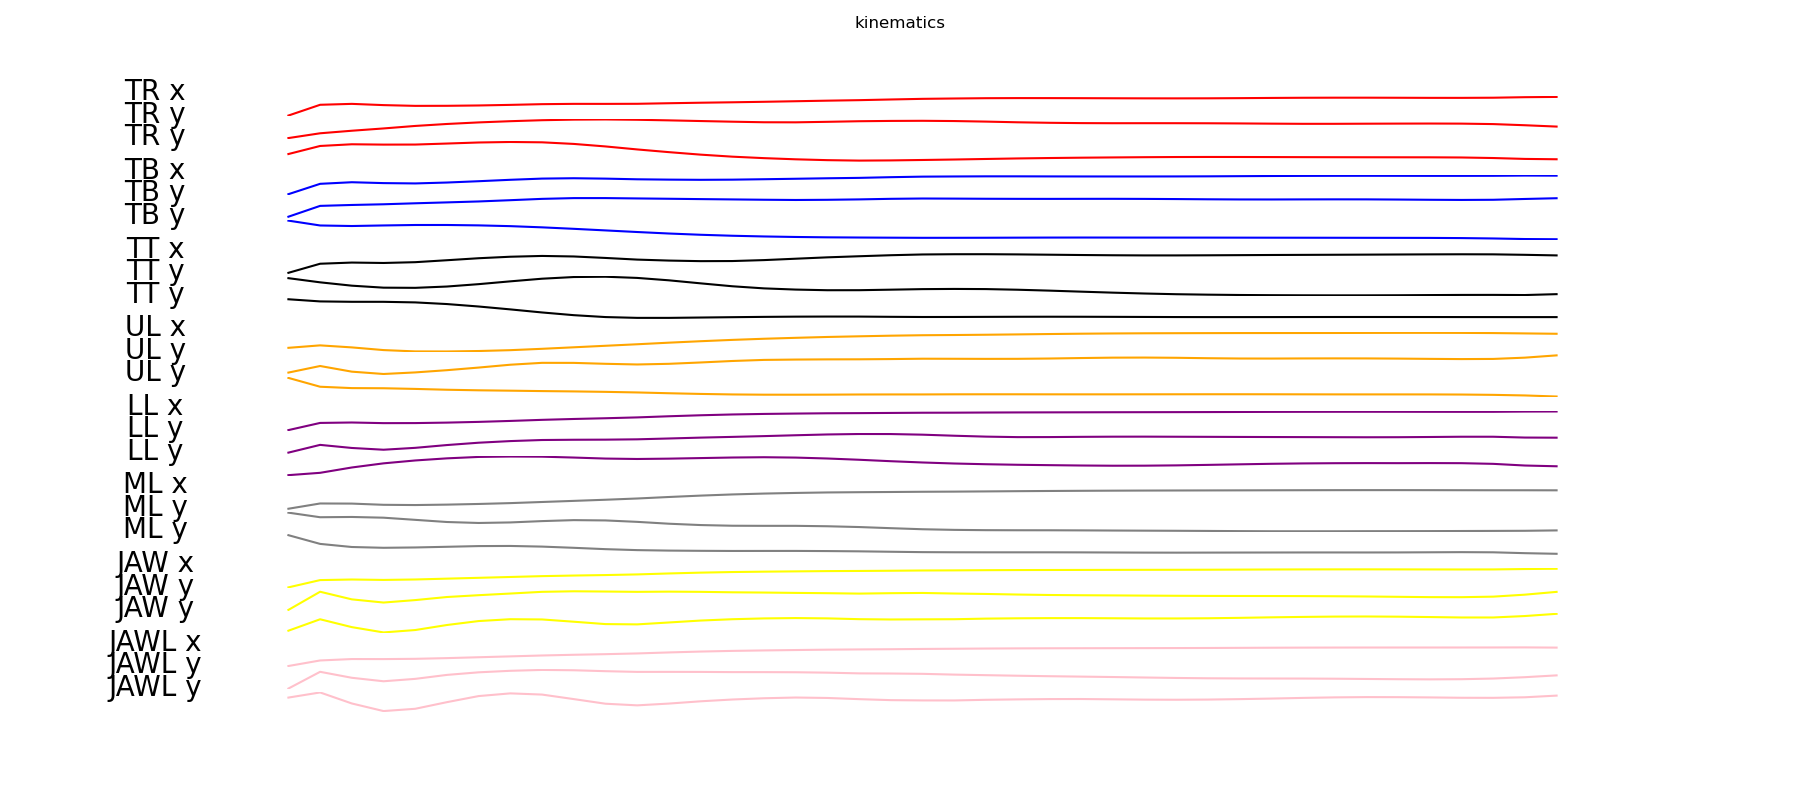 kinematics
TR x
TR y
TR y
TB x
TB y
TB y
TT x
TT y
TT y
UL x
UL y
UL y
LL x
LL y
LL y
ML x
ML y
ML y
JAW x
JAW y
JAW y
JAWL x
JAWL y
JAWL y